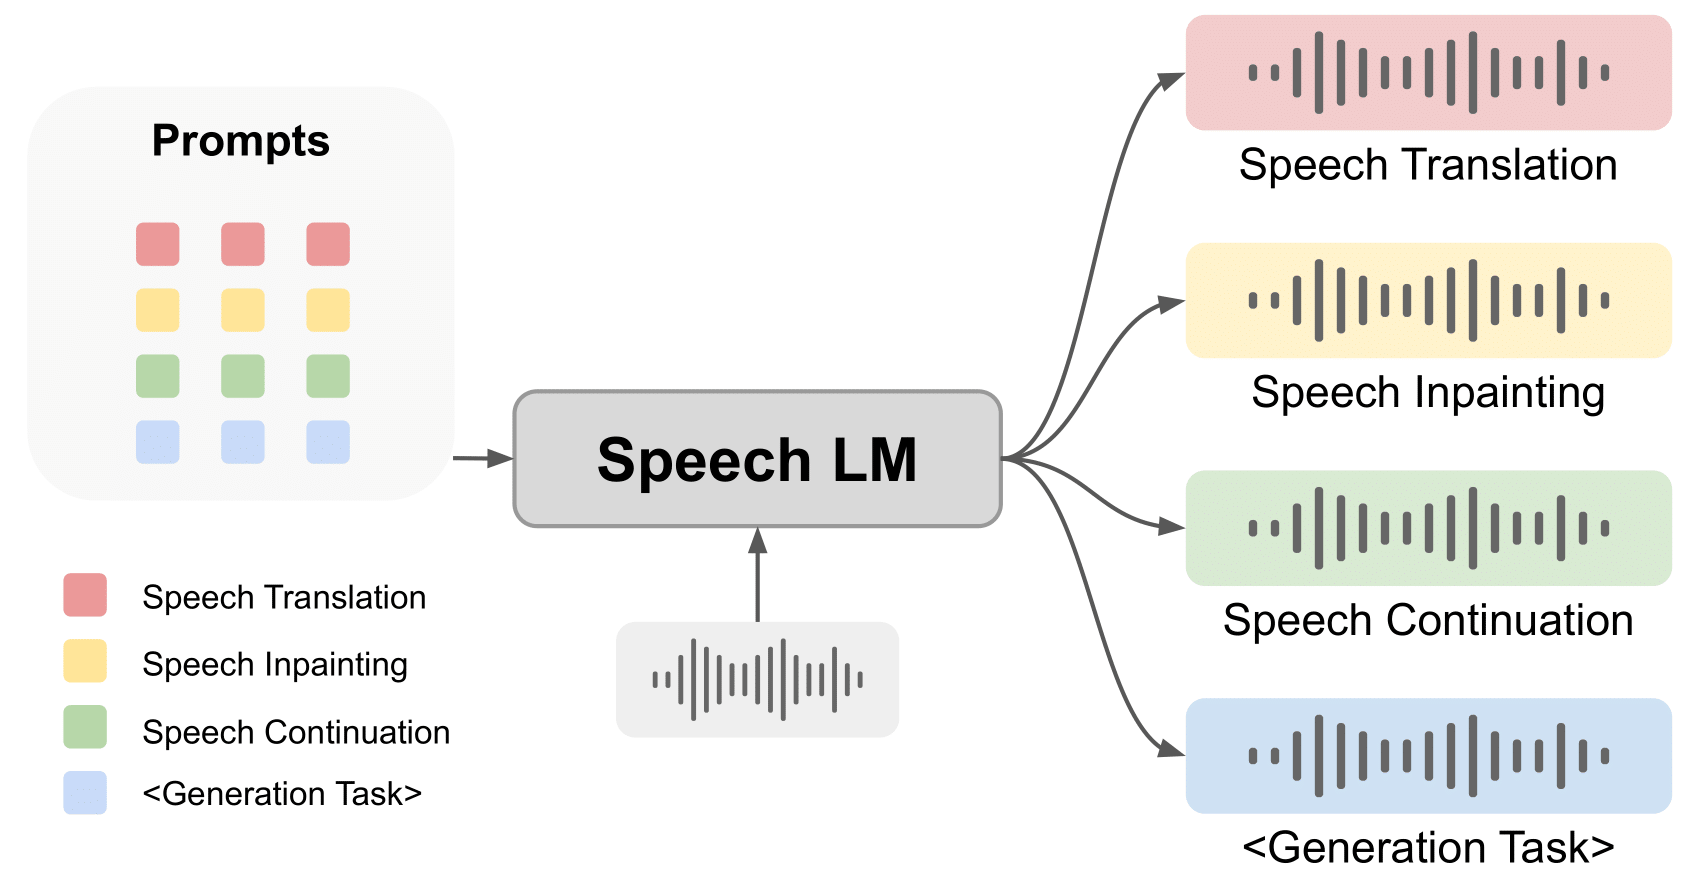 Prompts
Speech Translation
Speech Inpainting
Speech Continuation
<Generation Task>
Speech LM
Speech Translation
Speech Inpainting
Speech Continuation
<Generation Task>